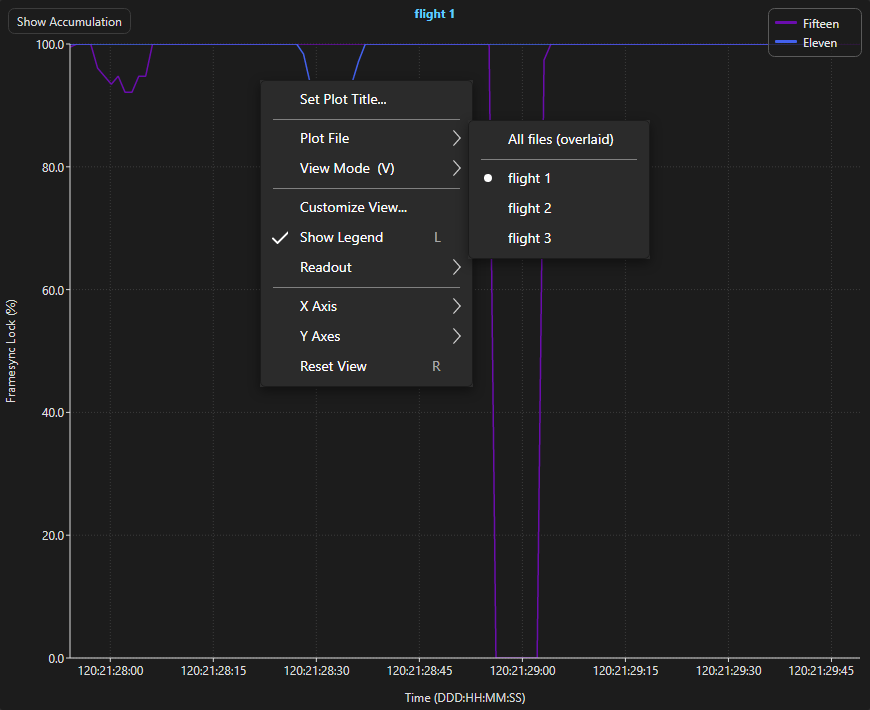 Show Accumulation
flight 1
Fifteen
Eleven
100.0
80.0
60.0
40.0
20.0
0.0
Framesync Lock (%)
Set Plot Title...
Plot File
View Mode (V)
Customize View...
Show Legend L
Readout
X Axis
Y Axes
Reset View R
All files (overlaid)
flight 1
flight 2
flight 3
120:21:28:00 120:21:28:15 120:21:28:30 120:21:28:45 120:21:29:00 120:21:29:15 120:21:29:30 120:21:29:45
Time (DDD:HH:MM:SS)